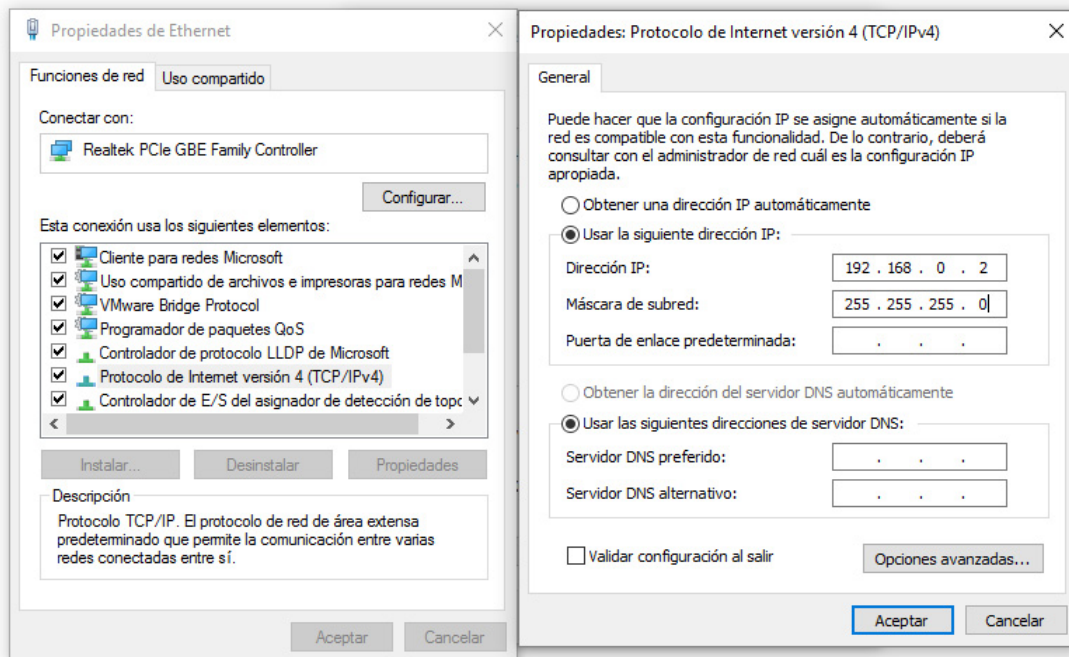 Propiedades de Ethernet
Funciones de red
Uso compartido
Conectar con:
Realtek PCIe GBE Family Controller
Configurar...
Esta conexión usa los siguientes elementos:
Cliente para redes Microsoft
Uso compartido de archivos e impresoras para redes M
VMware Bridge Protocol
Programador de paquetes QoS
Controlador de protocolo LLDP de Microsoft
Protocolo de Internet versión 4 (TCP/IPv4)
Controlador de E/S del asignador de detección de topo
Instalar...
Desinstalar
Propiedades
Descripción
Protocolo TCP/IP. El protocolo de red de área extensa
predeterminado que permite la comunicación entre varias
redes conectadas entre sí.
Aceptar
Cancelar
Propiedades: Protocolo de Internet versión 4 (TCP/IPv4)
General
Puede hacer que la configuración IP se asigne automáticamente si la
red es compatible con esta funcionalidad. De lo contrario, deberá
consultar con el administrador de red cuál es la configuración IP
apropiada.
Obtener una dirección IP automáticamente
Usar la siguiente dirección IP:
Dirección IP:
192 . 168 . 0 . 2
Máscara de subred:
255 . 255 . 255 . 0
Puerta de enlace predeterminada:
. . .
Obtener la dirección del servidor DNS automáticamente
Usar las siguientes direcciones de servidor DNS:
Servidor DNS preferido:
. . .
Servidor DNS alternativo:
. . .
Validar configuración al salir
Opciones avanzadas...
Aceptar
Cancelar